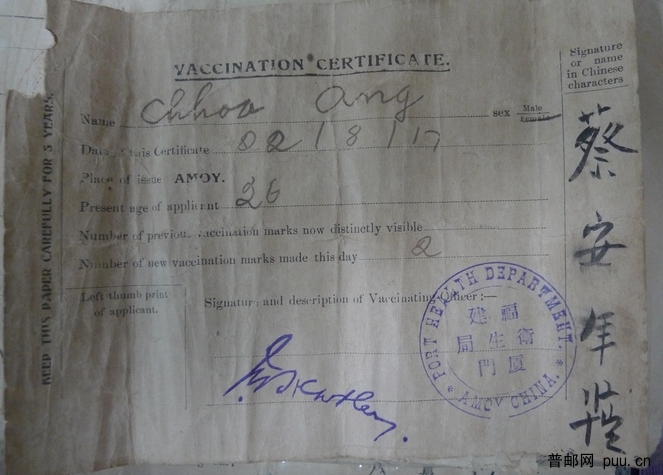 VACCINATION CERTIFICATE.
Name Chhoa Ang sex Male Female
Date this Certificate 22/8/17
Place of issue AMOY.
Present age of applicant 26
Number of previous vaccination marks now distinctly visible
Number of new vaccination marks made this day 2
Left thumb print
of applicant.
Signature and description of Vaccinating Officer:—
KEEP THIS PAPER CAREFULLY FOR 3 YEARS.
Signature
or name
in Chinese
characters
蔡安年
PORT HEALTH DEPARTMENT.
福建
衛生局
厦門
* AMOY CHINA. *
普邮网 puu.cn